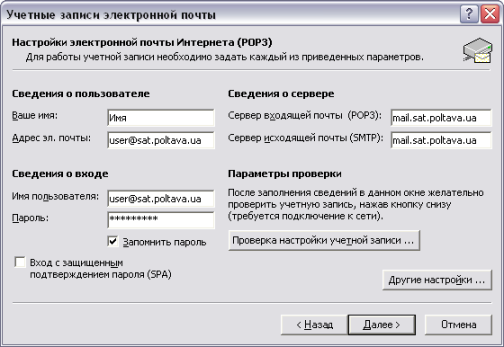 Учетные записи электронной почты
Настройки электронной почты Интернета (POP3)
Для работы учетной записи необходимо задать каждый из приведенных параметров.
Сведения о пользователе
Ваше имя: Имя
Адрес эл. почты: user@sat.poltava.ua
Сведения о сервере
Сервер входящей почты (POP3): mail.sat.poltava.ua
Сервер исходящей почты (SMTP): mail.sat.poltava.ua
Сведения о входе
Имя пользователя: user@sat.poltava.ua
Пароль: *********
Запомнить пароль
Вход с защищенным
подтверждением пароля (SPA)
Параметры проверки
После заполнения сведений в данном окне желательно
проверить учетную запись, нажав кнопку снизу
(требуется подключение к сети).
Проверка настройки учетной записи ...
Другие настройки ...
< Назад
Далее >
Отмена